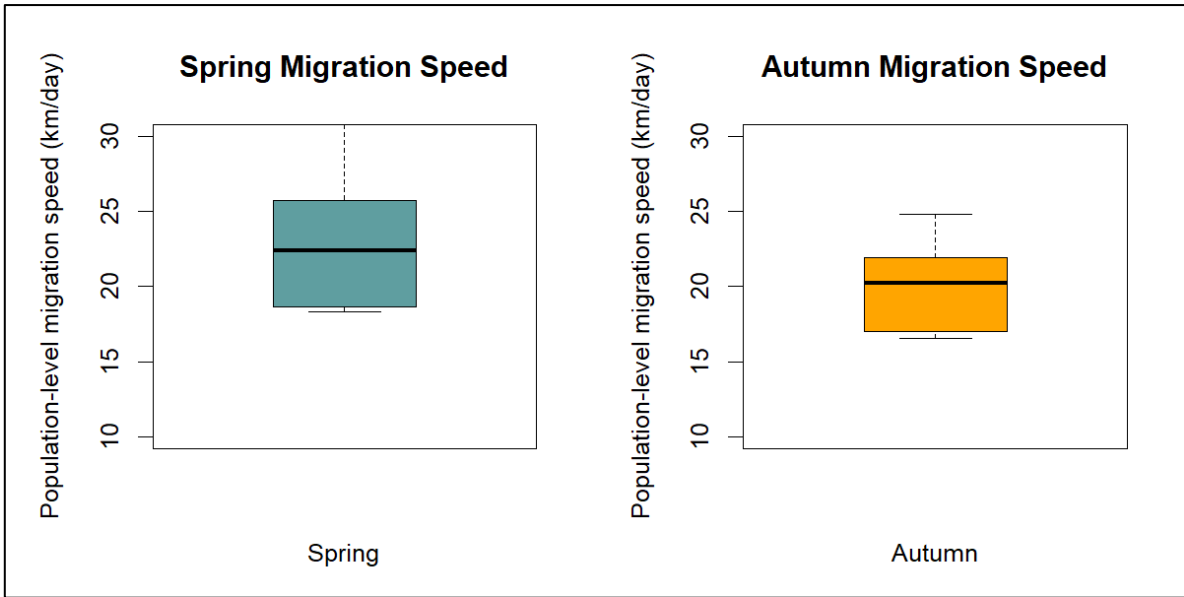 Spring Migration Speed
Population-level migration speed (km/day)
30
25
20
15
10
Spring
Autumn Migration Speed
Population-level migration speed (km/day)
30
25
20
15
10
Autumn